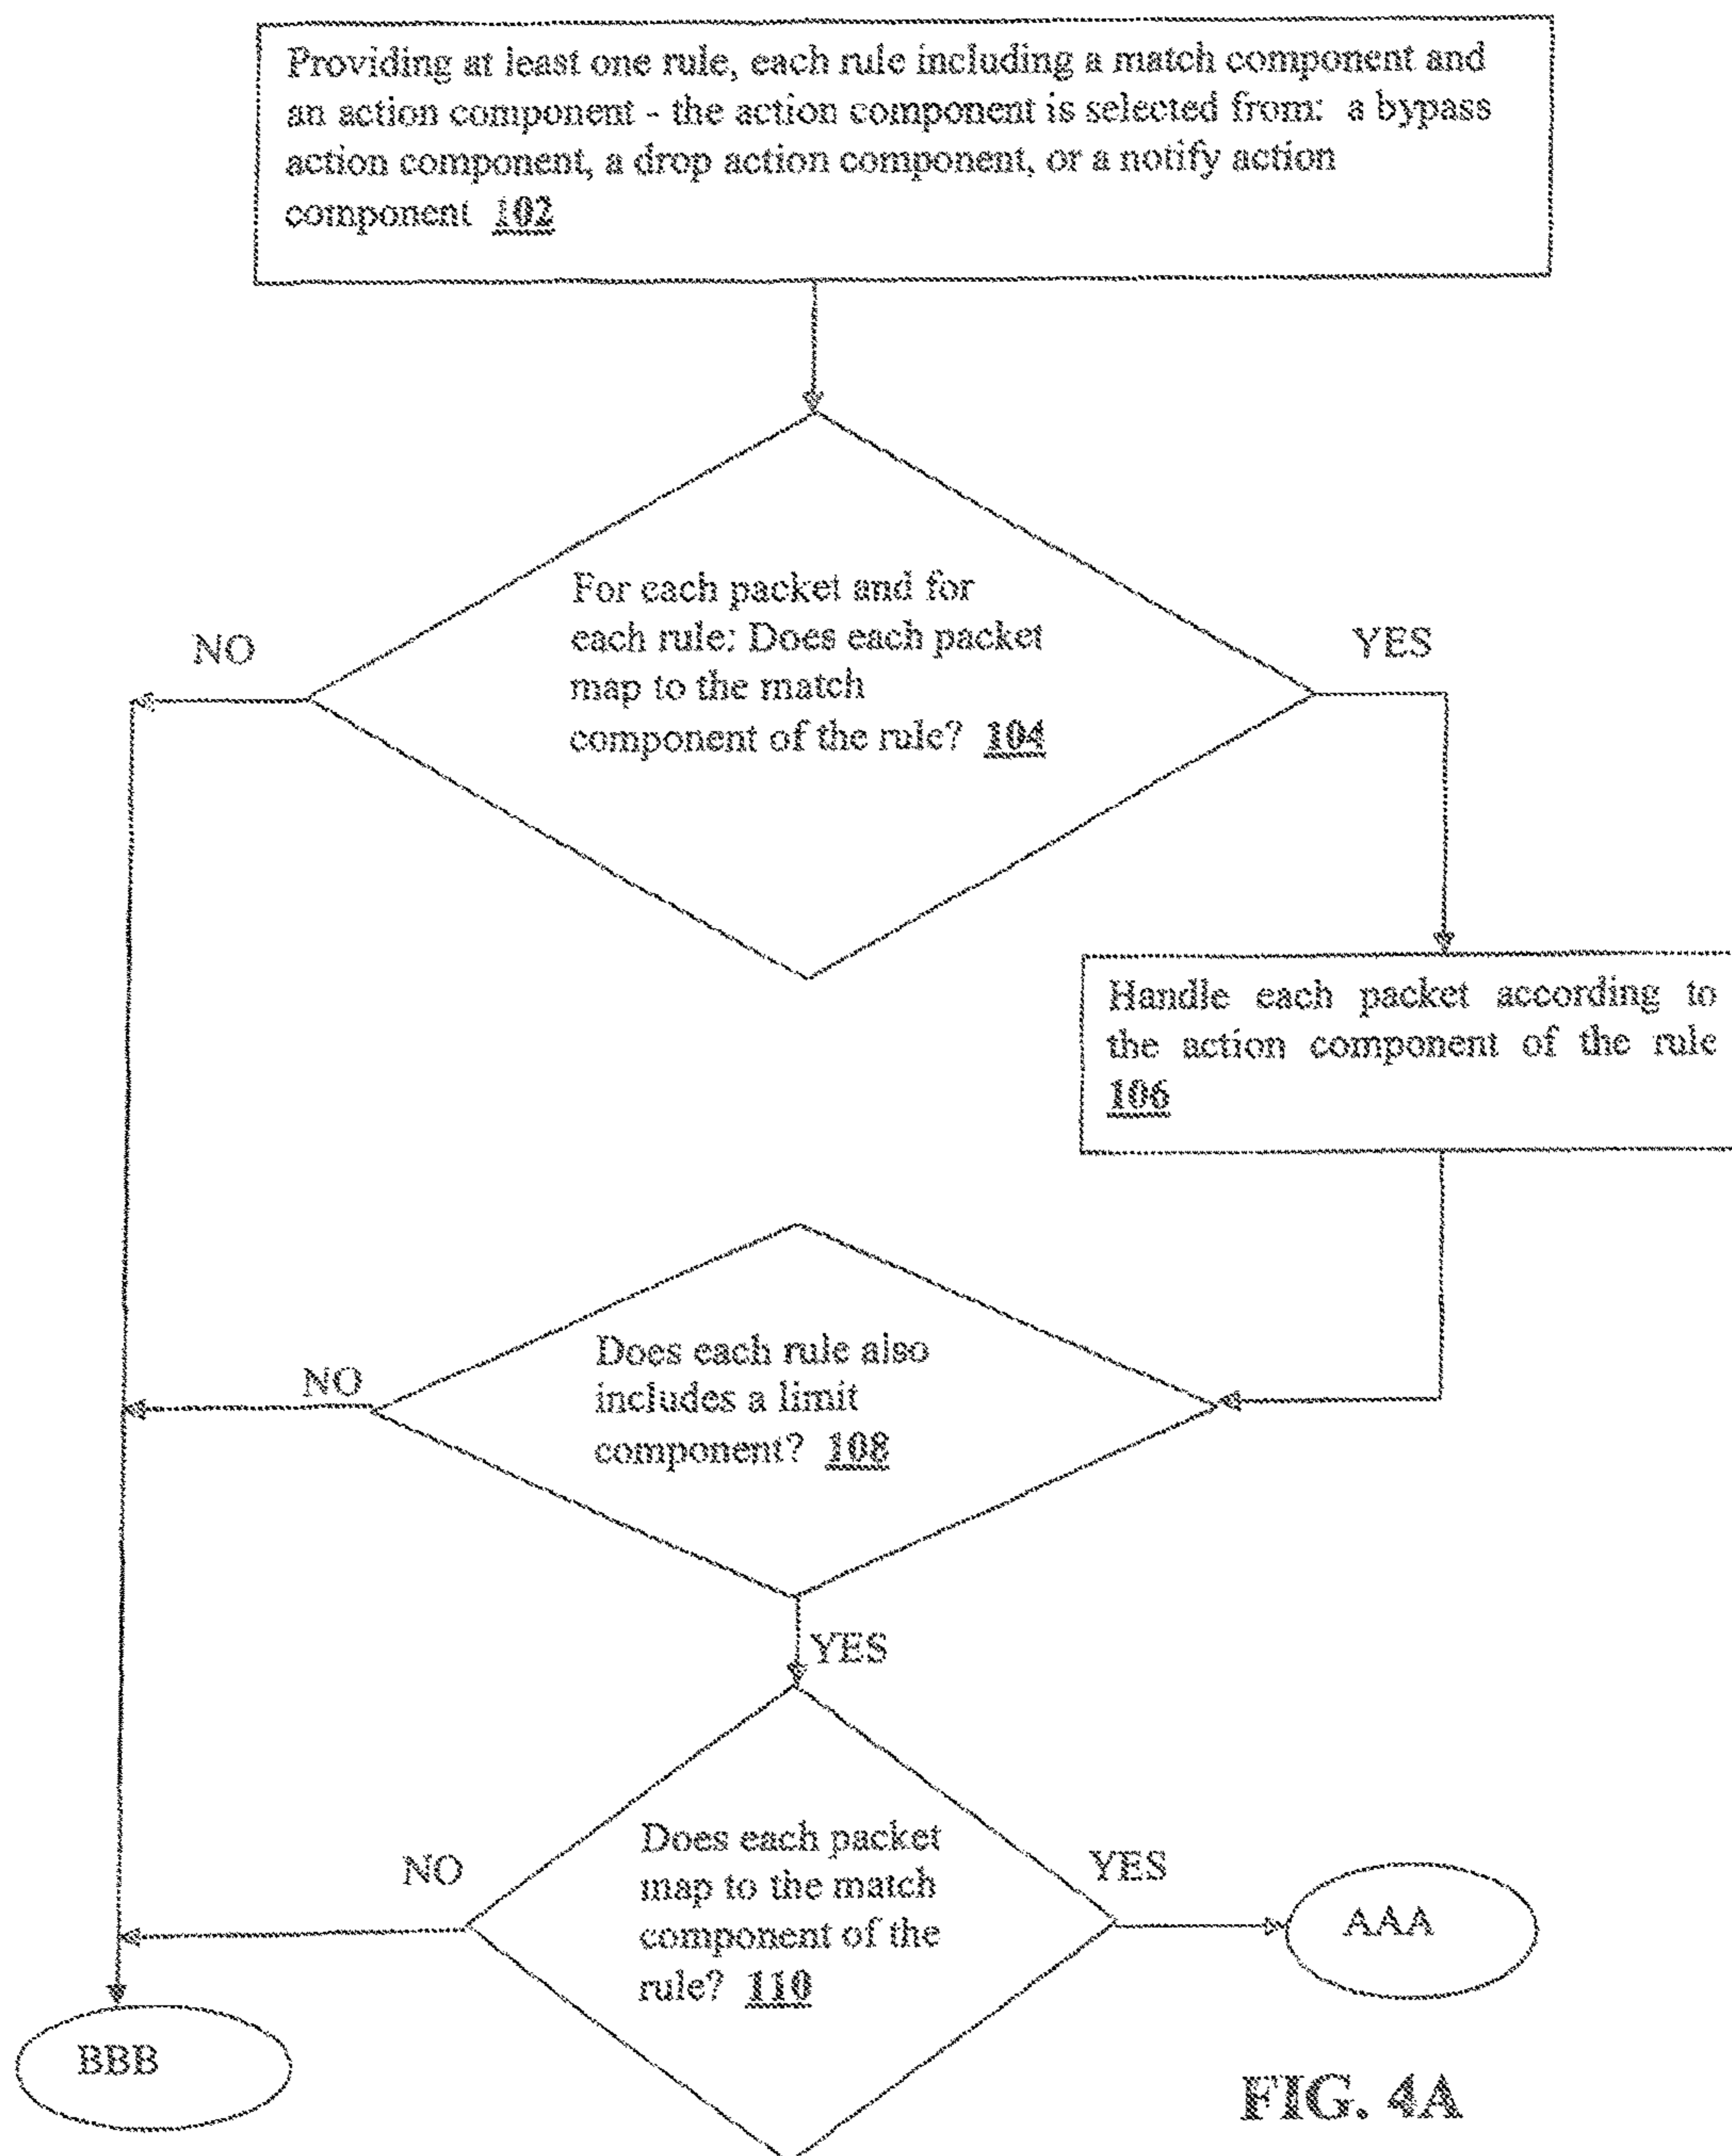 Providing at least one rule, each rule including a match component and
an action component - the action component is selected from: a bypass
action component, a drop action component, or a notify action
component 102
For each packet and for
each rule: Does each packet
map to the match
component of the rule? 104
NO
YES
Handle each packet according to
the action component of the rule
106
Does each rule also
includes a limit
component? 108
NO
YES
Does each packet
map to the match
component of the
rule? 110
NO
YES
AAA
BBB
FIG. 4A